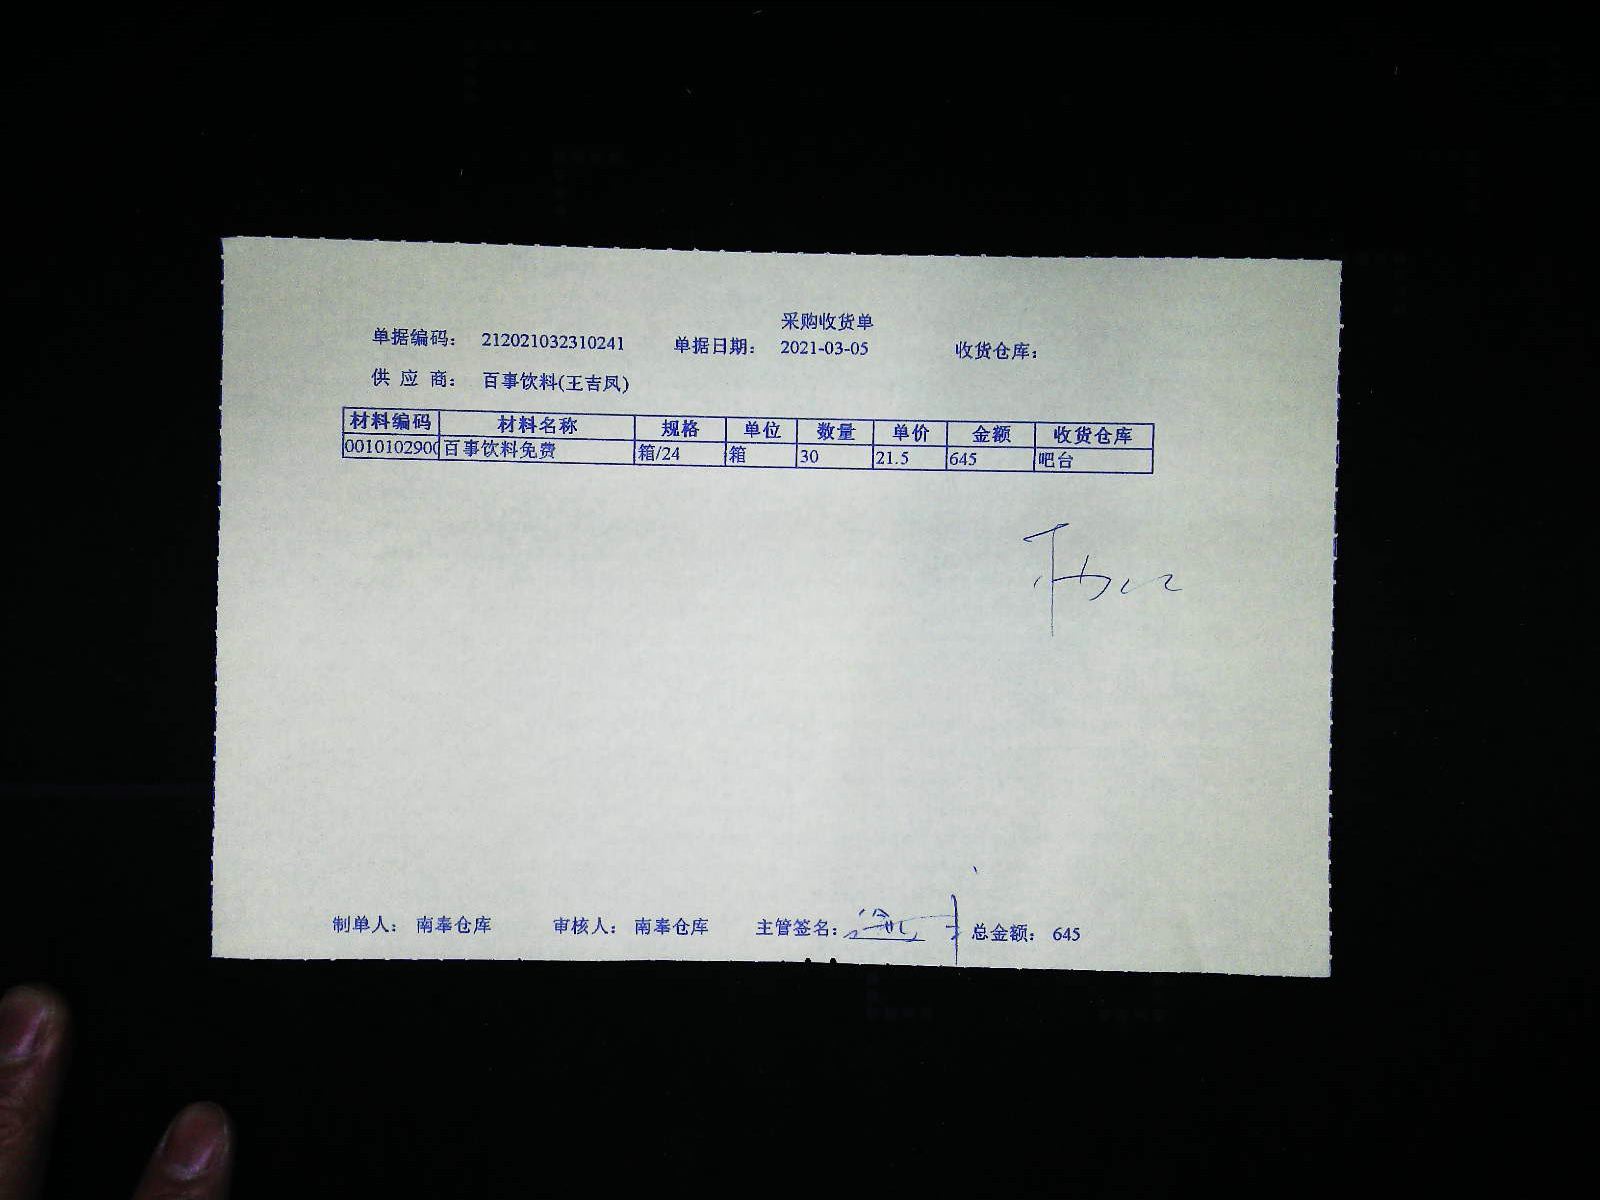 采购收货单
单据编码： 212021032310241 单据日期： 2021-03-05 收货仓库：
供 应 商： 百事饮料(王吉凤)
材料编码 材料名称 规格 单位 数量 单价 金额 收货仓库
0010102900 百事饮料免费 箱/24 箱 30 21.5 645 吧台
制单人： 南奉仓库 审核人： 南奉仓库 主管签名： 总金额： 645